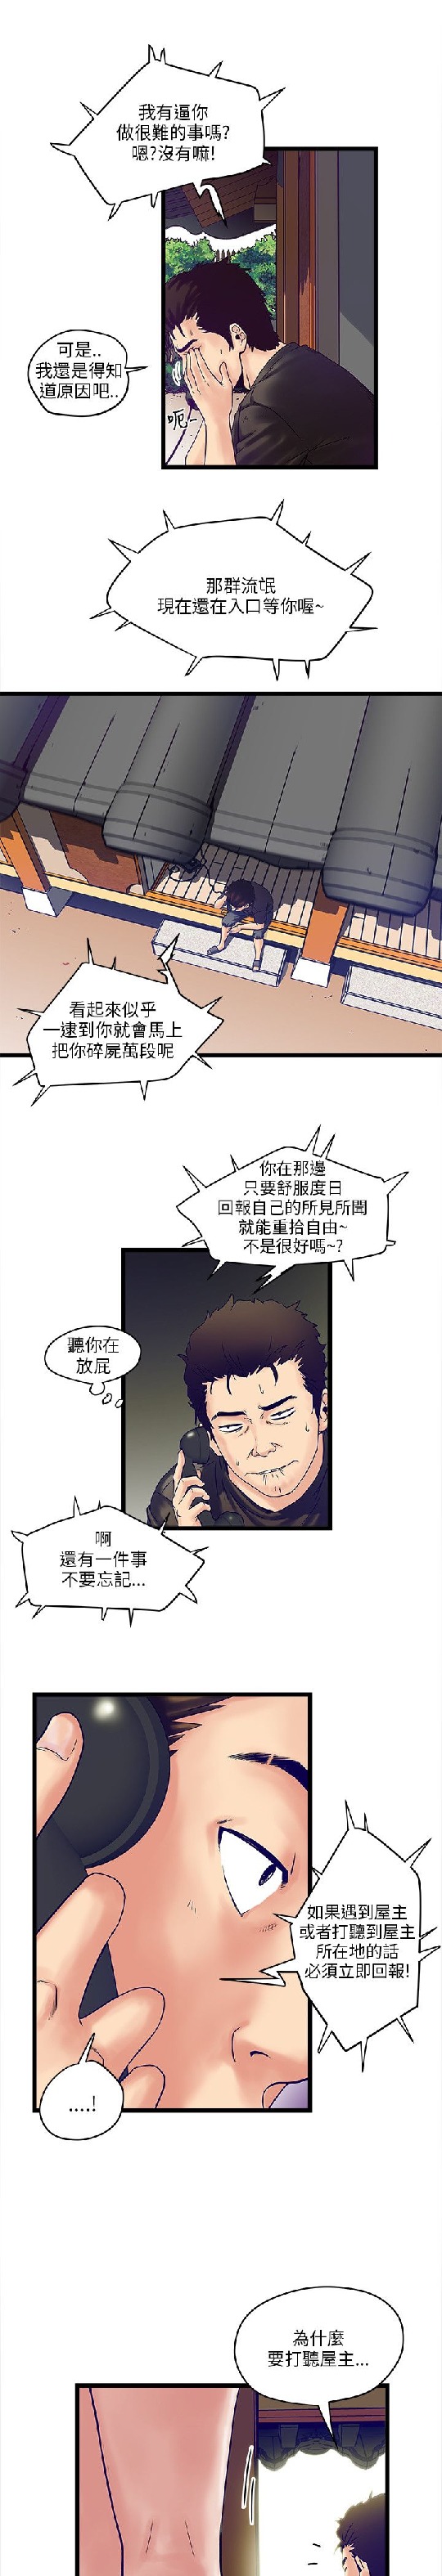 我有逼你
做很難的事嗎?
嗯?沒有嘛!
可是..
我還是得知
道原因吧..
呃~
那群流氓
現在還在入口等你喔~
看起來似乎
一逮到你就會馬上
把你碎屍萬段呢
你在那邊
只要舒服度日
回報自己的所見所聞
就能重拾自由~
不是很好嗎~?
聽你在
放屁
啊
還有一件事
不要忘記...
如果遇到屋主
或者打聽到屋主
所在地的話
必須立即回報!
....!
為什麼
要打聽屋主...